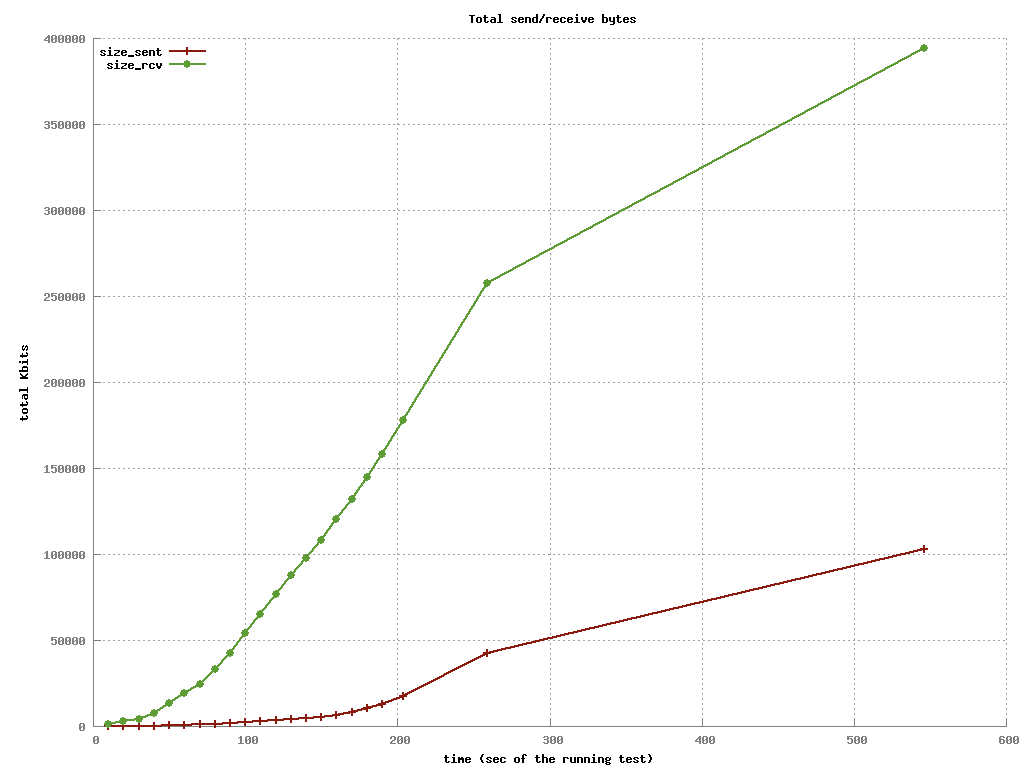 Total send/receive bytes
400000
size_sent
size_rcv
350000
300000
250000
total Kbits
200000
150000
100000
50000
0
0 100 200 300 400 500 600
time (sec of the running test)